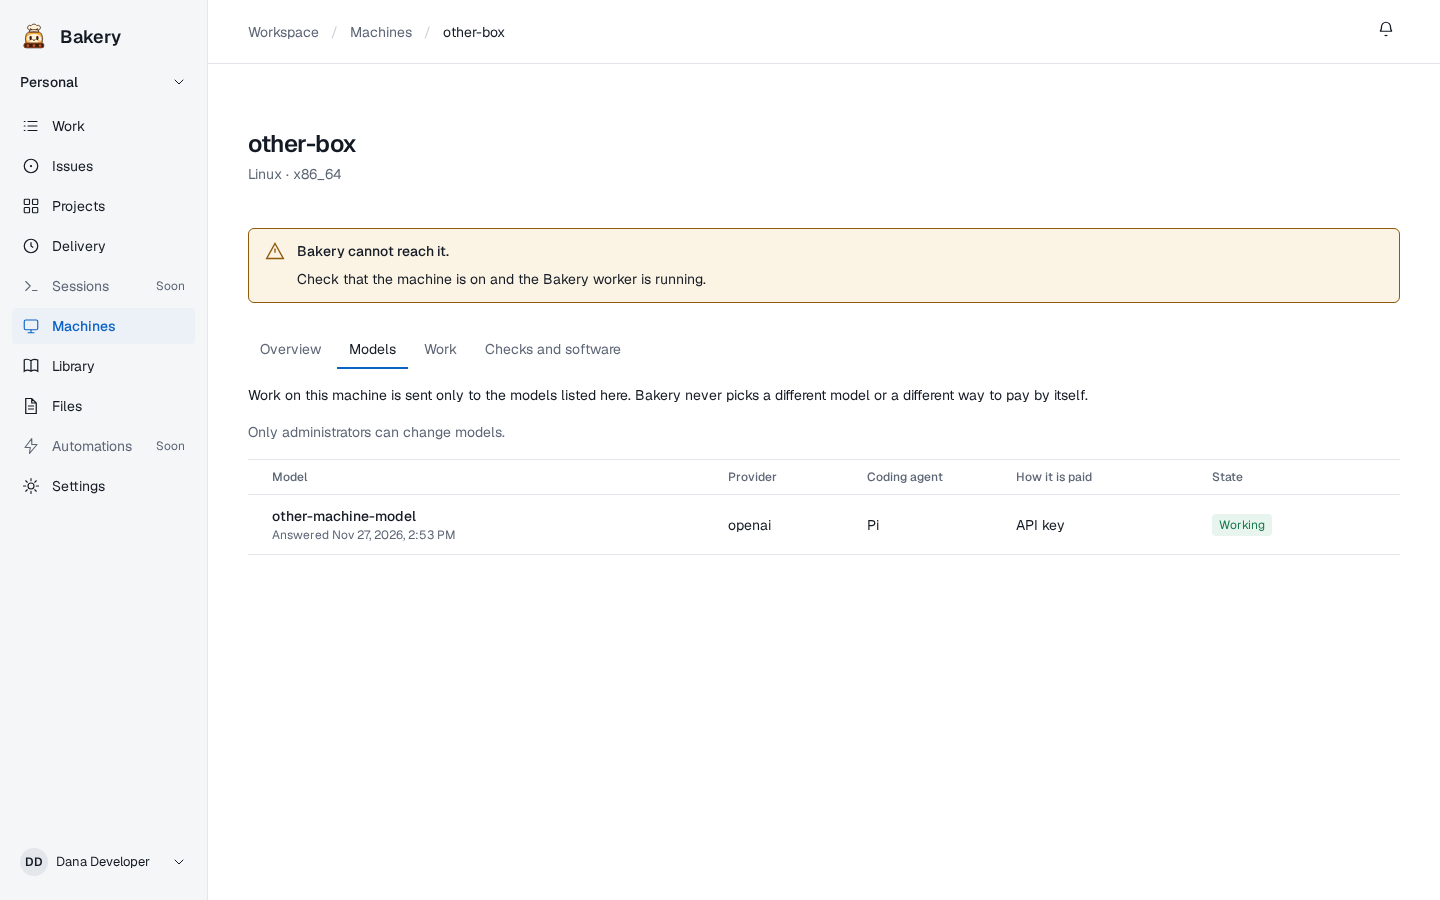 Bakery
Personal
Work
Issues
Projects
Delivery
Sessions Soon
Machines
Library
Files
Automations Soon
Settings
DD Dana Developer
Workspace / Machines / other-box
other-box
Linux · x86_64
Bakery cannot reach it.
Check that the machine is on and the Bakery worker is running.
Overview Models Work Checks and software
Work on this machine is sent only to the models listed here. Bakery never picks a different model or a different way to pay by itself.
Only administrators can change models.
Model Provider Coding agent How it is paid State
other-machine-model openai Pi API key Working
Answered Nov 27, 2026, 2:53 PM